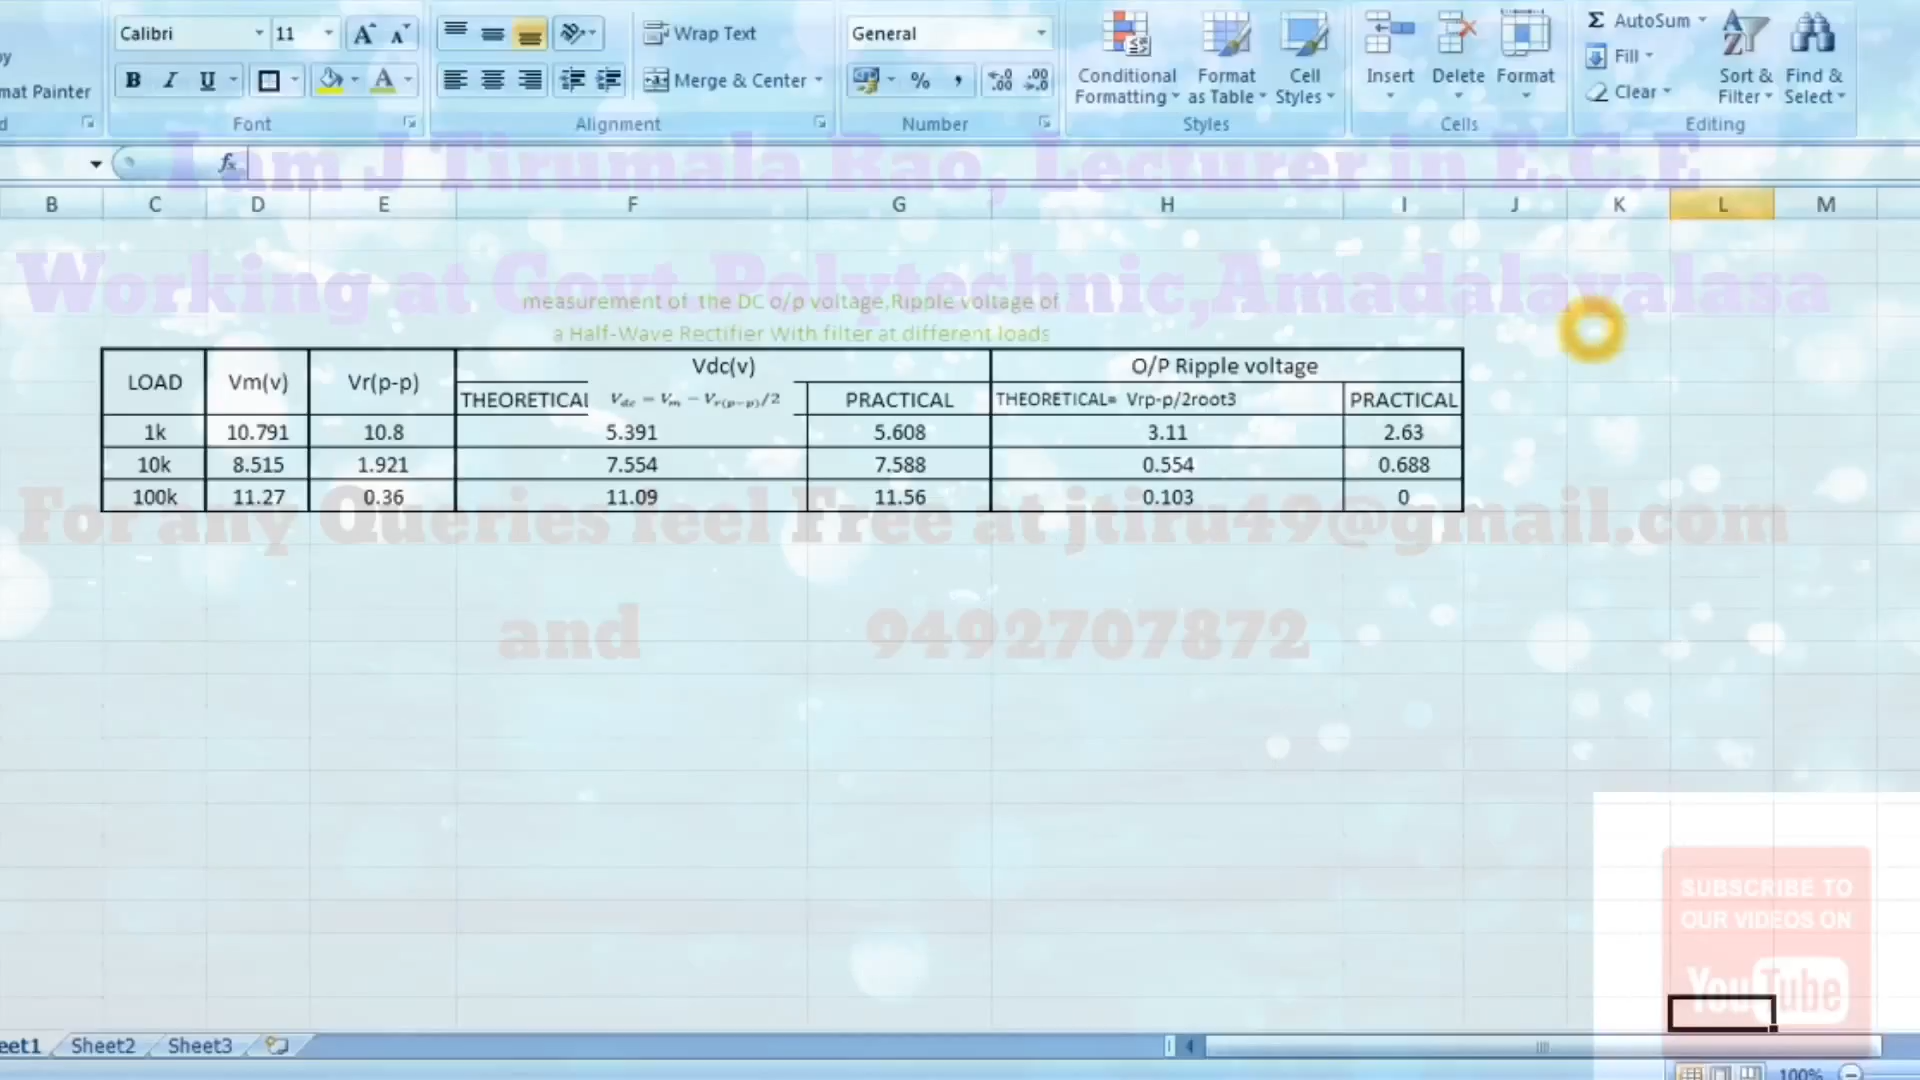 Calibri 11 Wrap Text General AutoSum
Fill
Conditional Formatting Format as Table Cell Styles Insert Delete Format Sort & Filter Find & Select
mat Painter B I U A Merge & Center % , Clear
Font Alignment Number Styles Cells Editing
I am J Tirumala Rao, Lecturer in E.C.E
fx
B C D E F G H I J K L M
Working at Govt Polytechnic,Amadalavalasa
measurement of the DC o/p voltage,Ripple voltage of
a Half-Wave Rectifier With filter at different loads
LOAD Vm(v) Vr(p-p) Vdc(v) O/P Ripple voltage
THEORETICAL Vdc = Vm − Vr(p−p)/2 PRACTICAL THEORETICAL= Vrp-p/2root3 PRACTICAL
1k 10.791 10.8 5.391 5.608 3.11 2.63
10k 8.515 1.921 7.554 7.588 0.554 0.688
100k 11.27 0.36 11.09 11.56 0.103 0
For any Queries feel Free at jtiru49@gmail.com
and 9492707872
SUBSCRIBE TO
OUR VIDEOS ON
YouTube
eet1 Sheet2 Sheet3
100%